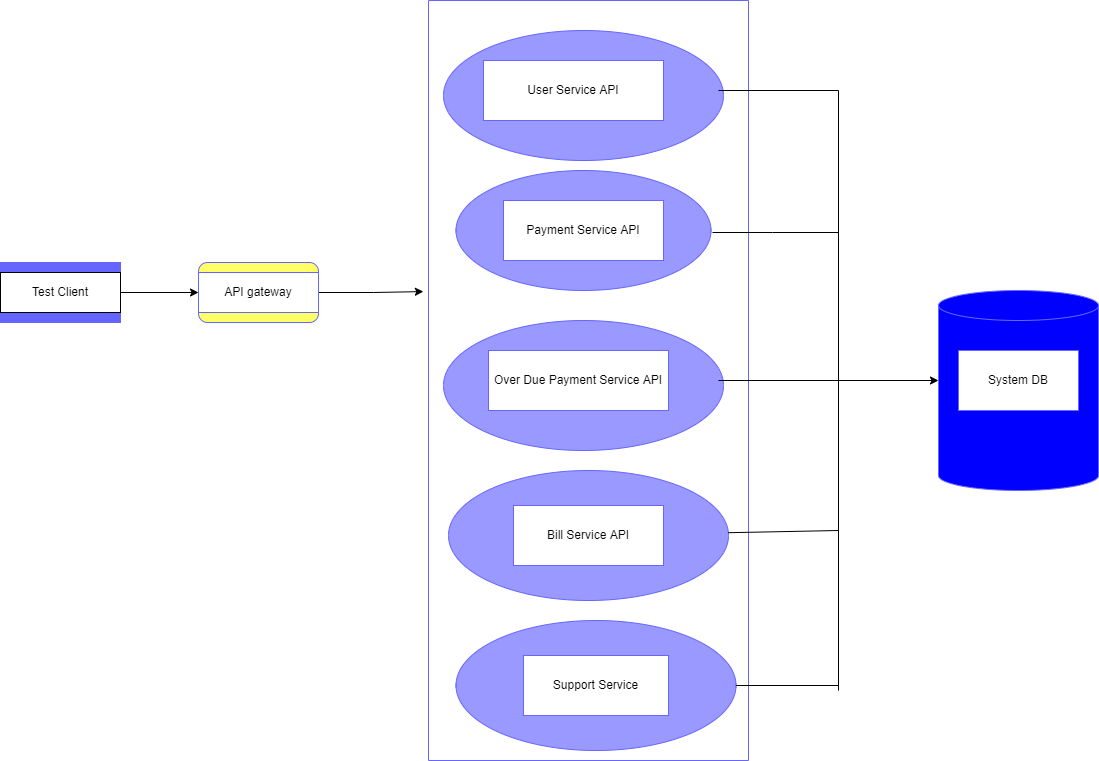 User Service API
Payment Service API
Test Client
API gateway
Over Due Payment Service API
System DB
Bill Service API
Support Service